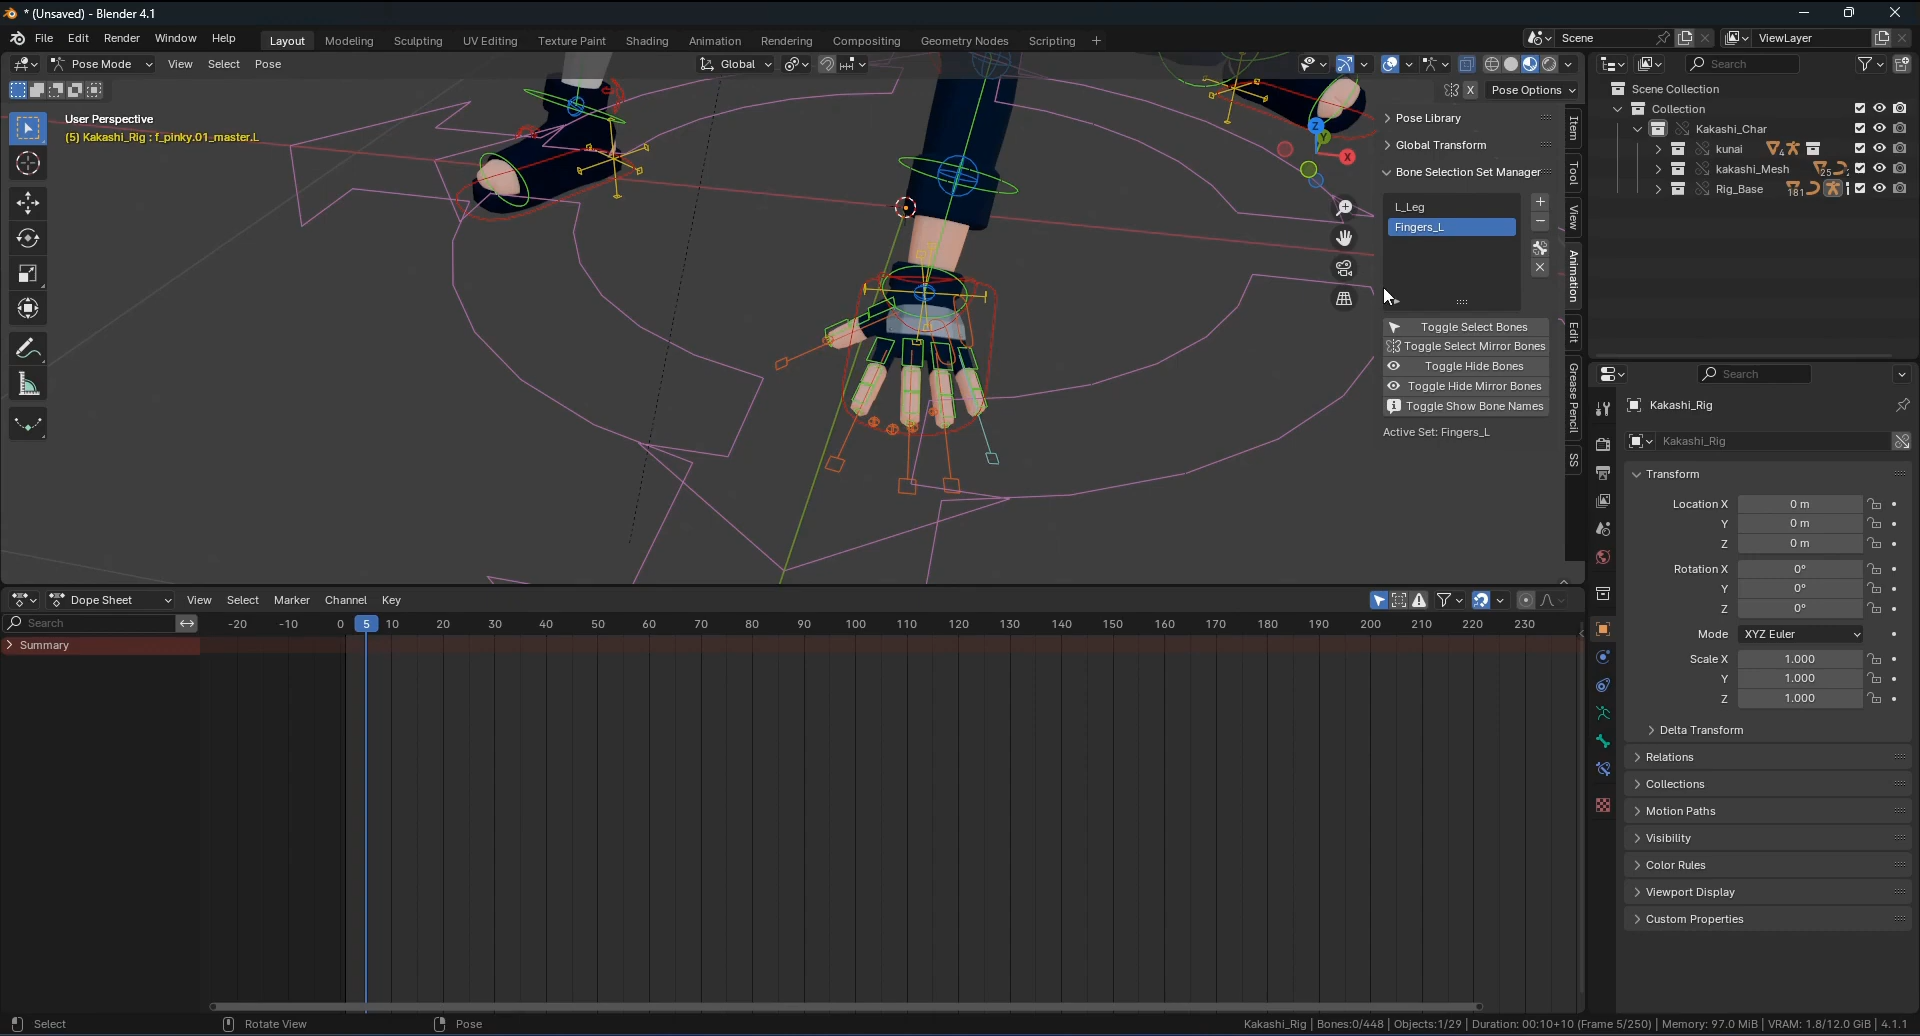 * (Unsaved) - Blender 4.1
File Edit Render Window Help Layout Modeling Sculpting UV Editing Texture Paint Shading Animation Rendering Compositing Geometry Nodes Scripting + Scene ViewLayer
Pose Mode View Select Pose Global Search
X Pose Options
User Perspective
(5) Kakashi_Rig : f_pinky.01_master.L
Z
Y
X
Pose Library
Global Transform
Bone Selection Set Manager
L_Leg
Fingers_L
Toggle Select Bones
Toggle Select Mirror Bones
Toggle Hide Bones
Toggle Hide Mirror Bones
Toggle Show Bone Names
Active Set: Fingers_L
Item
Tool
View
Animation
Edit
Grease Pencil
SS
Scene Collection
Collection
Kakashi_Char
kunai 4
kakashi_Mesh 25 2
Rig_Base 181
Search
Kakashi_Rig
Kakashi_Rig
Transform
Location X 0 m
Y 0 m
Z 0 m
Rotation X 0°
Y 0°
Z 0°
Mode XYZ Euler
Scale X 1.000
Y 1.000
Z 1.000
Delta Transform
Relations
Collections
Motion Paths
Visibility
Color Rules
Viewport Display
Custom Properties
Dope Sheet View Select Marker Channel Key
Search -20 -10 0 5 10 20 30 40 50 60 70 80 90 100 110 120 130 140 150 160 170 180 190 200 210 220 230
Summary
Select Rotate View Pose Kakashi_Rig | Bones:0/448 | Objects:1/29 | Duration: 00:10+10 (Frame 5/250) | Memory: 97.0 MiB | VRAM: 1.8/12.0 GiB | 4.1.1